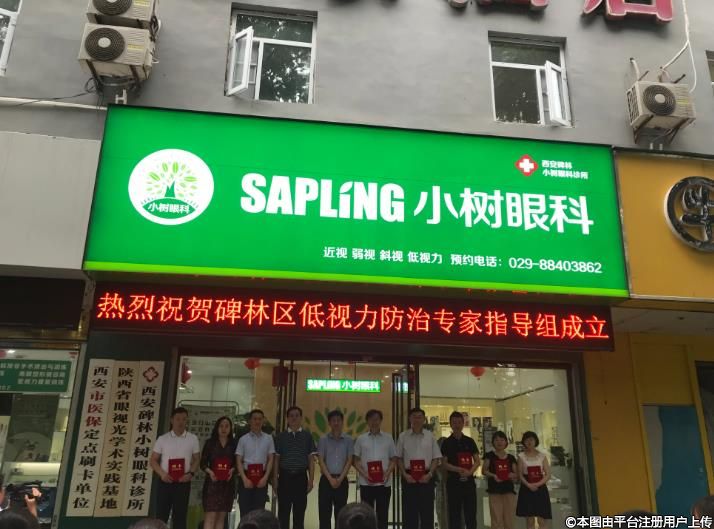 西安碑林
小树眼科诊所
小树眼科
SAPLiNG 小树眼科
近视 弱视 斜视 低视力 预约电话：029-88403862
热烈祝贺碑林区低视力防治专家指导组成立
SAPLiNG 小树眼科
西安市医保定点刷卡单位
陕西省眼视光学术实践基地
西安碑林小树眼科诊所
©本图由平台注册用户上传